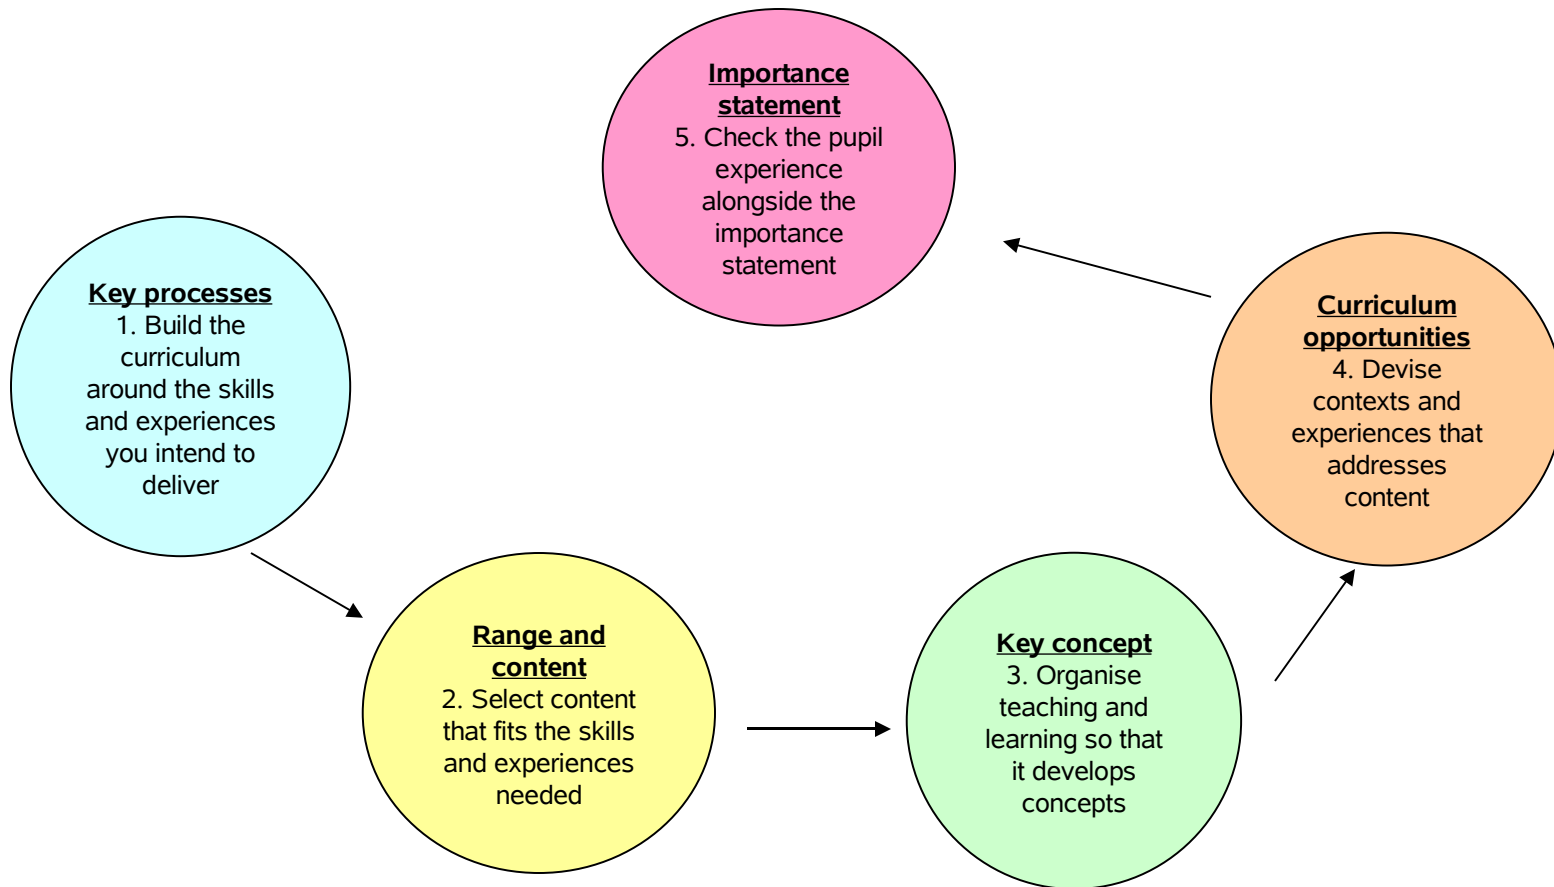 Importance
statement
5. Check the pupil
experience
alongside the
importance
statement
Key processes
1. Build the
curriculum
around the skills
and experiences
you intend to
deliver
Curriculum
opportunities
4. Devise
contexts and
experiences that
addresses
content
Range and
content
2. Select content
that fits the skills
and experiences
needed
Key concept
3. Organise
teaching and
learning so that
it develops
concepts